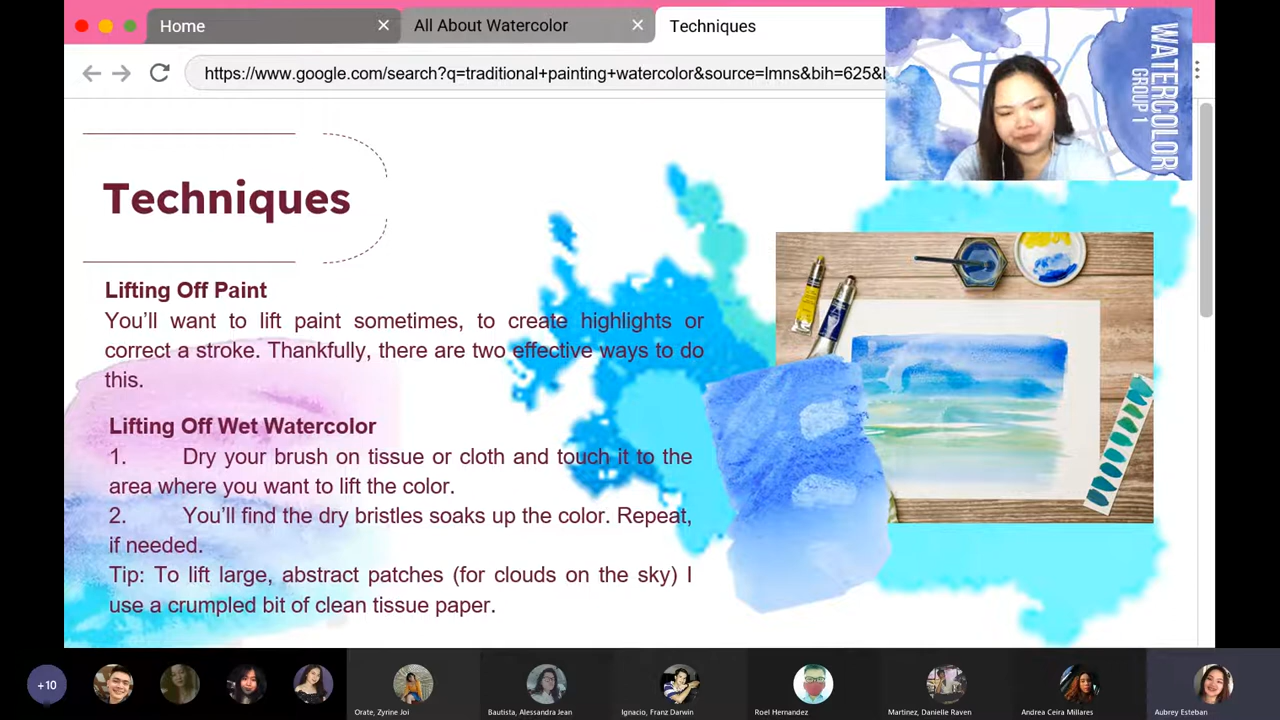 Home
All About Watercolor
Techniques
https://www.google.com/search?q=traditional+painting+watercolor&source=lmns&bih=625&
WATERCOLOR
GROUP 1
Techniques
Lifting Off Paint
You’ll want to lift paint sometimes, to create highlights or
correct a stroke. Thankfully, there are two effective ways to do
this.
Lifting Off Wet Watercolor
1. Dry your brush on tissue or cloth and touch it to the
area where you want to lift the color.
2. You’ll find the dry bristles soaks up the color. Repeat,
if needed.
Tip: To lift large, abstract patches (for clouds on the sky) I
use a crumpled bit of clean tissue paper.
+10
Orate, Zyrine Joi
Bautista, Alessandra Jean
Ignacio, Franz Darwin
Roel Hernandez
Martinez, Danielle Raven
Andrea Ceira Millares
Aubrey Esteban